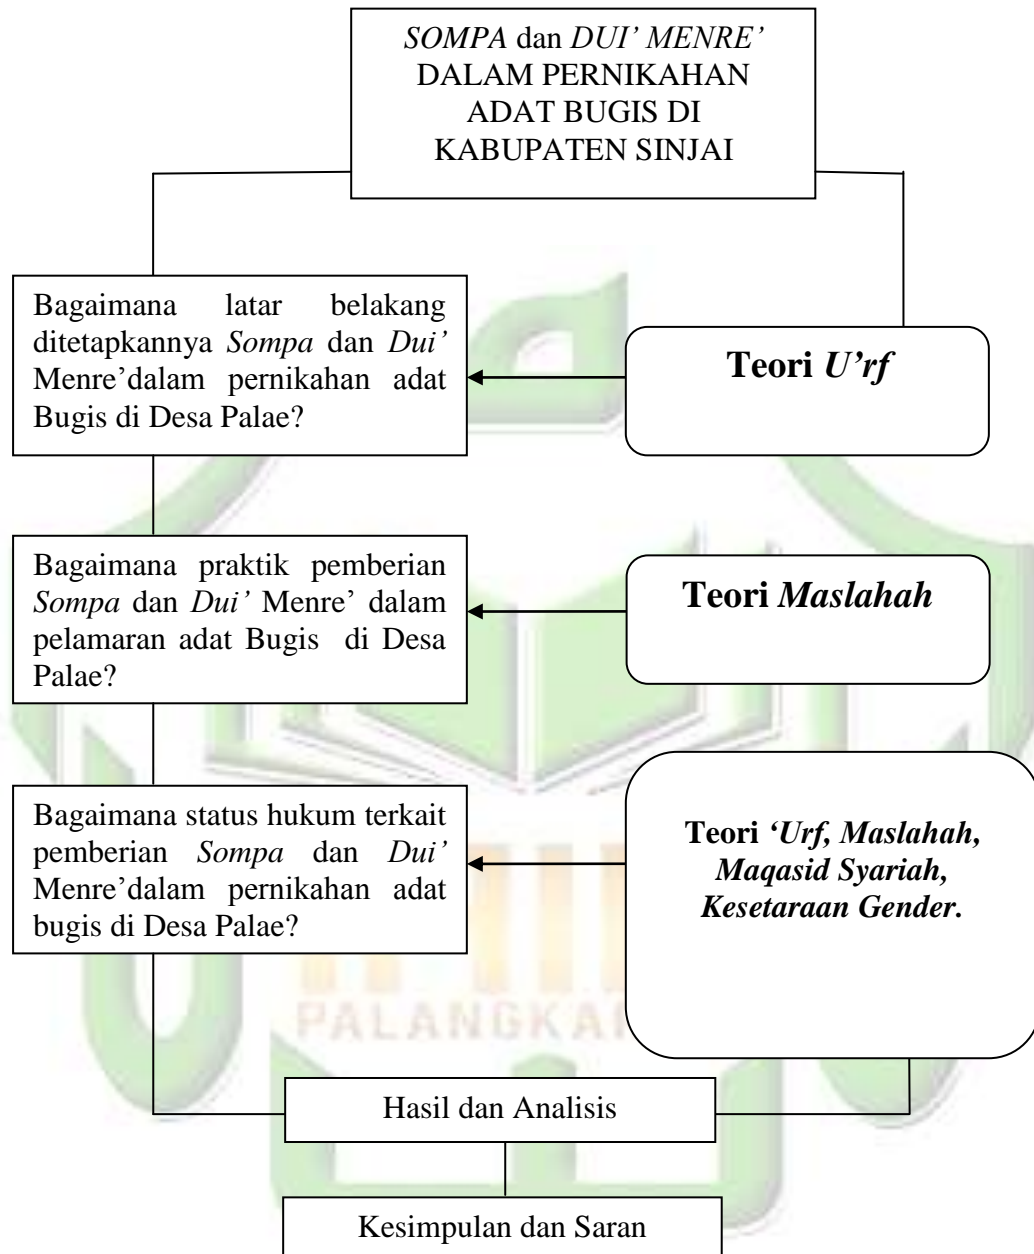 SOMPA dan DUI’ MENRE’
DALAM PERNIKAHAN
ADAT BUGIS DI
KABUPATEN SINJAI
Bagaimana latar belakang
ditetapkannya Sompa dan Dui’
Menre’dalam pernikahan adat
Bugis di Desa Palae?
Teori U’rf
Bagaimana praktik pemberian
Sompa dan Dui’ Menre’ dalam
pelamaran adat Bugis di Desa
Palae?
Teori Maslahah
Bagaimana status hukum terkait
pemberian Sompa dan Dui’
Menre’dalam pernikahan adat
bugis di Desa Palae?
Teori ‘Urf, Maslahah,
Maqasid Syariah,
Kesetaraan Gender.
Hasil dan Analisis
Kesimpulan dan Saran